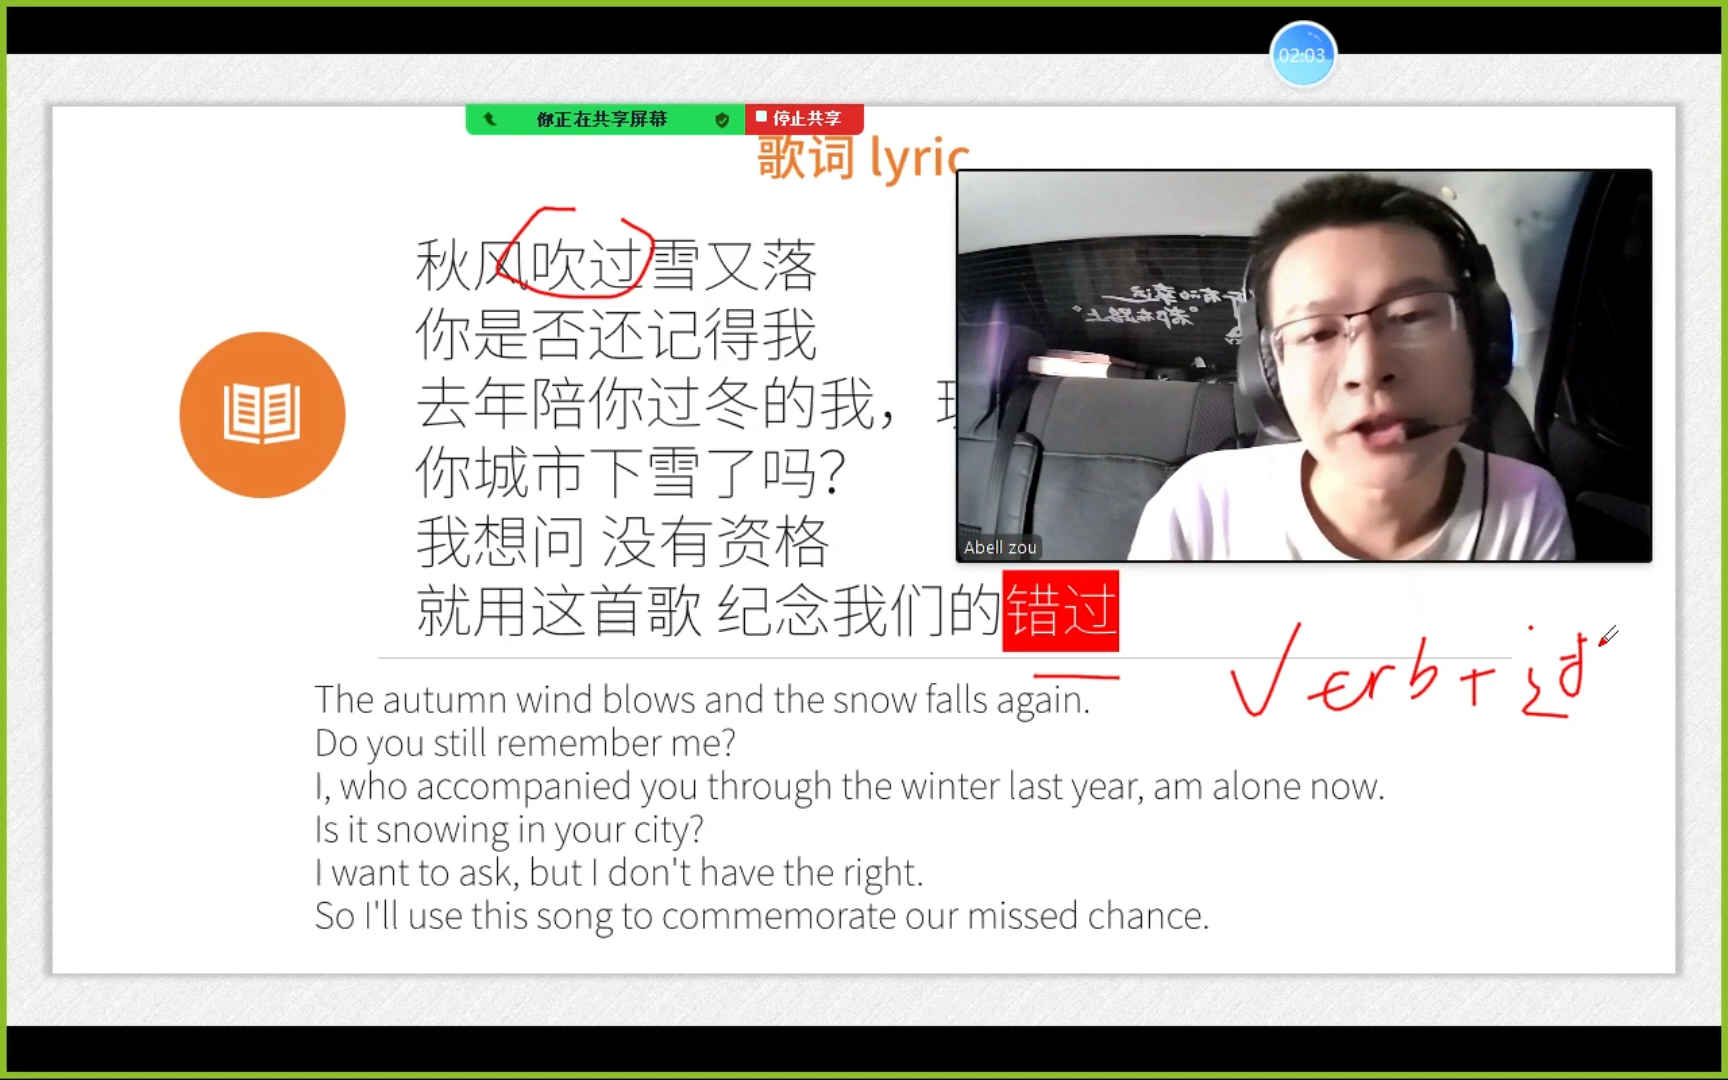 02:03
你正在共享屏幕 停止共享
歌词 lyric
秋风吹过雪又落
你是否还记得我
去年陪你过冬的我，
你城市下雪了吗？
我想问 没有资格
就用这首歌 纪念我们的错过
Abell zou
Verb+过
The autumn wind blows and the snow falls again.
Do you still remember me?
I, who accompanied you through the winter last year, am alone now.
Is it snowing in your city?
I want to ask, but I don't have the right.
So I'll use this song to commemorate our missed chance.